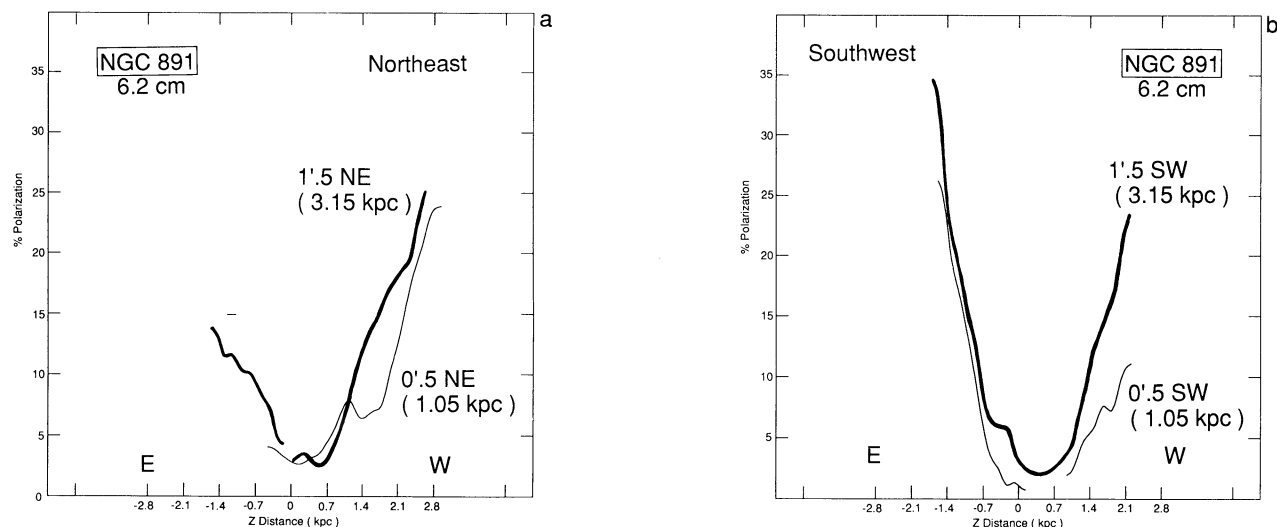 a
NGC 891
6.2 cm
Northeast
1'.5 NE
( 3.15 kpc )
0'.5 NE
( 1.05 kpc )
E
W
% Polarization
35
30
25
20
15
10
5
0
-2.8 -2.1 -1.4 -0.7 0 0.7 1.4 2.1 2.8
Z Distance ( kpc )
b
Southwest
NGC 891
6.2 cm
1'.5 SW
( 3.15 kpc )
0'.5 SW
( 1.05 kpc )
E
W
% Polarization
35
30
25
20
15
10
5
-2.8 -2.1 -1.4 -0.7 0 0.7 1.4 2.1 2.8
Z Distance ( kpc )